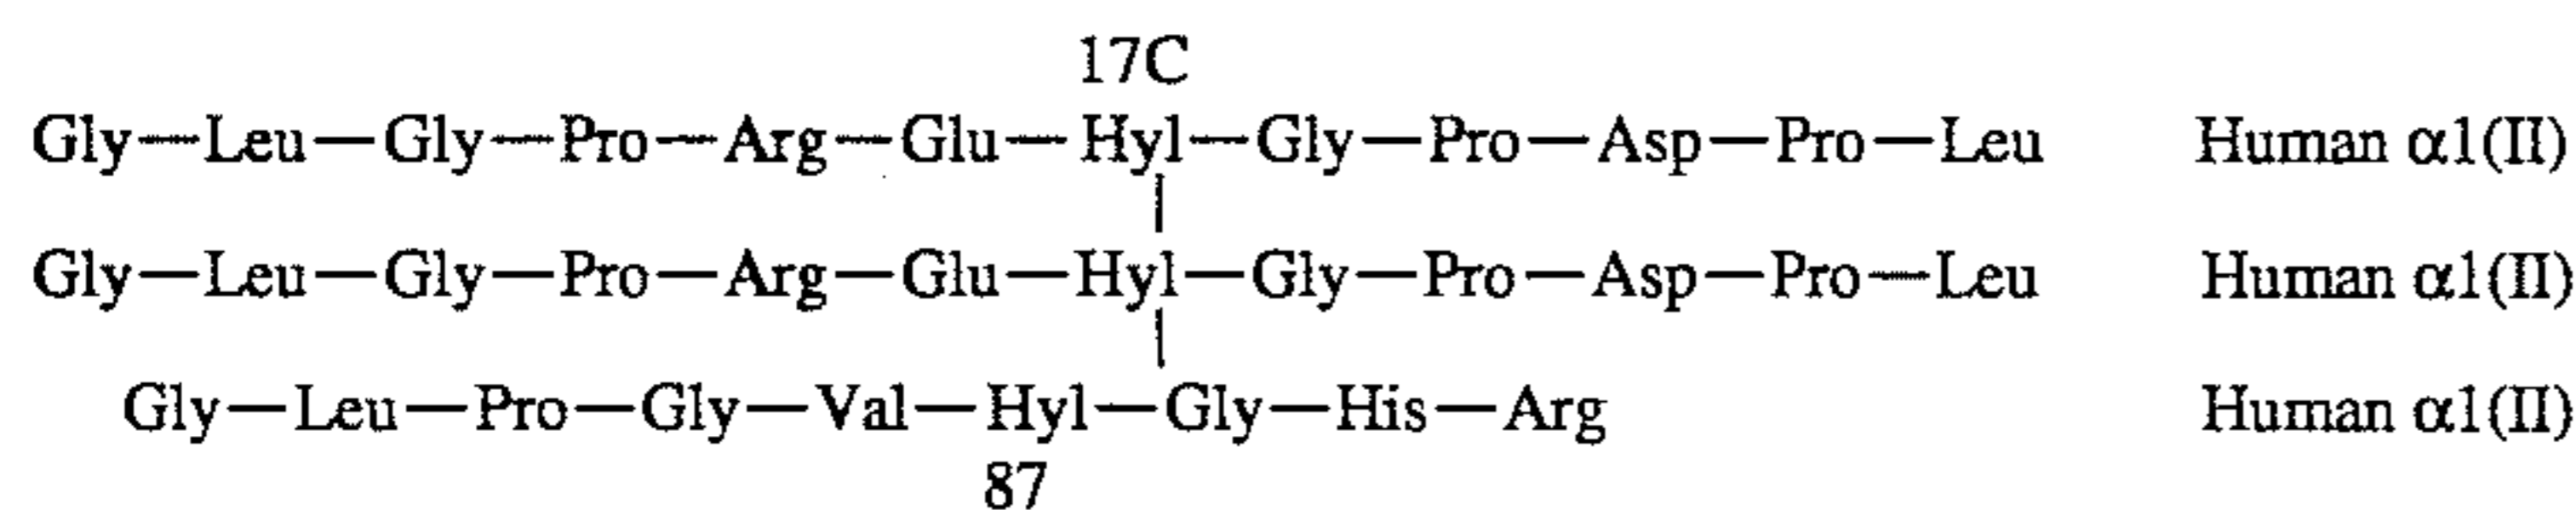 17C
Gly—Leu—Gly—Pro—Arg—Glu—Hyl—Gly—Pro—Asp—Pro—Leu Human α1(II)
Gly—Leu—Gly—Pro—Arg—Glu—Hyl—Gly—Pro—Asp—Pro—Leu Human α1(II)
Gly—Leu—Pro—Gly—Val—Hyl—Gly—His—Arg Human α1(II)
87